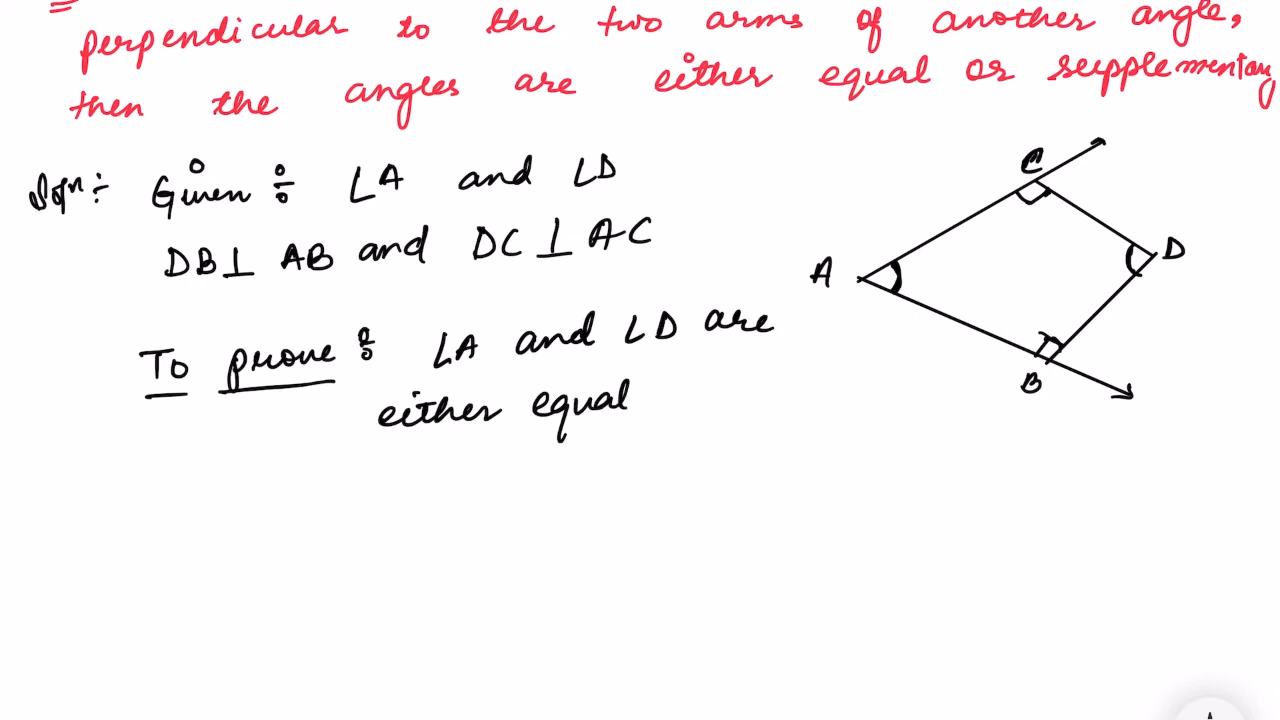 perpendicular to the two arms of another angle,
then the angles are either equal or supplementary
Soln :- Given : ∠A and ∠D
DB ⊥ AB and DC ⊥ AC
To prove : ∠A and ∠D are
either equal
C
A
D
B